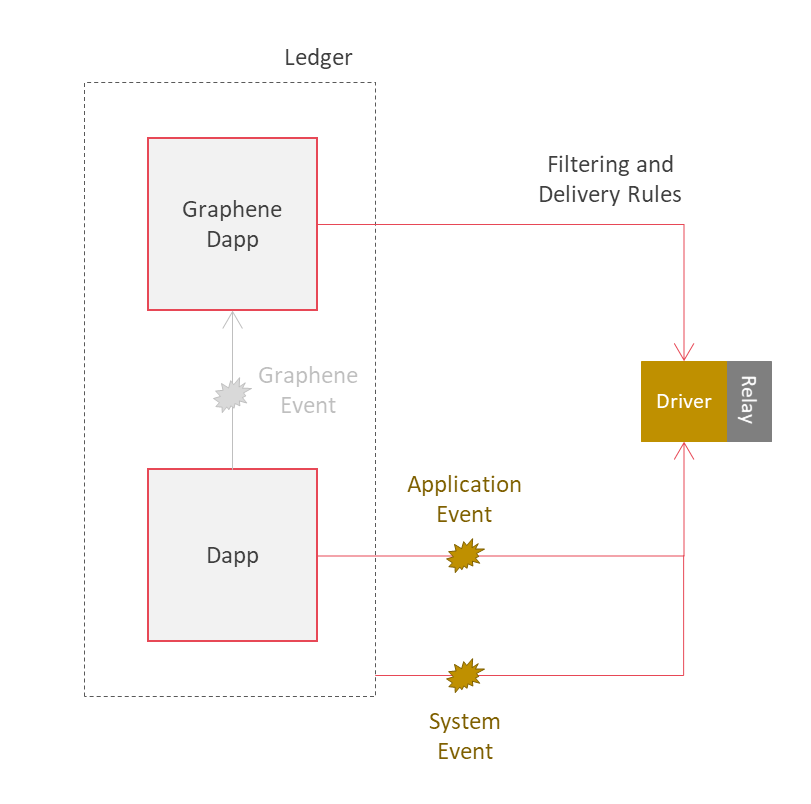 Ledger
Filtering and
Delivery Rules
Graphene
Dapp
Graphene
Event
Driver
Relay
Application
Event
Dapp
System
Event